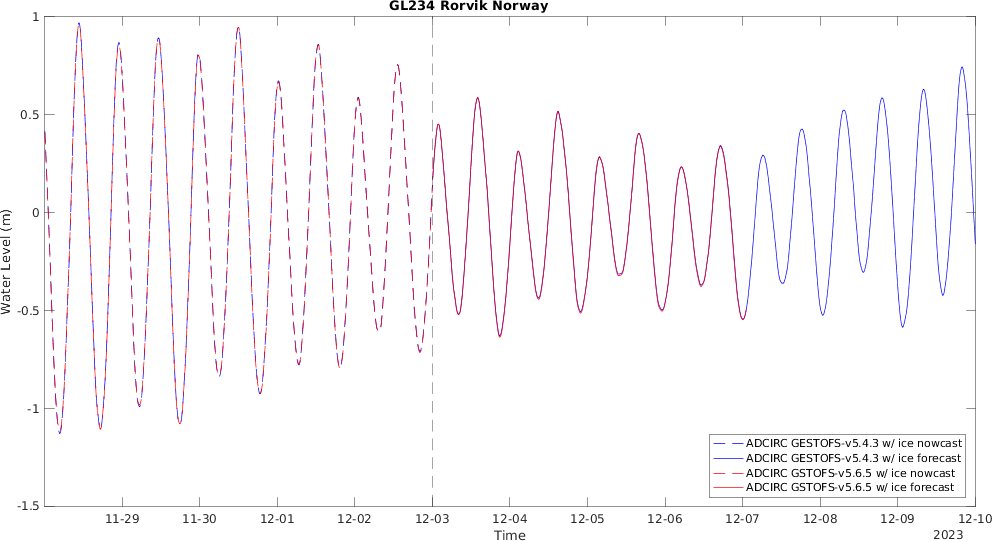 GL234 Rorvik Norway
1
0.5
0
-0.5
-1
-1.5
Water Level (m)
11-29
11-30
12-01
12-02
12-03
12-04
12-05
12-06
12-07
12-08
12-09
12-10
Time
2023
ADCIRC GESTOFS-v5.4.3 w/ ice nowcast
ADCIRC GESTOFS-v5.4.3 w/ ice forecast
ADCIRC GSTOFS-v5.6.5 w/ ice nowcast
ADCIRC GSTOFS-v5.6.5 w/ ice forecast